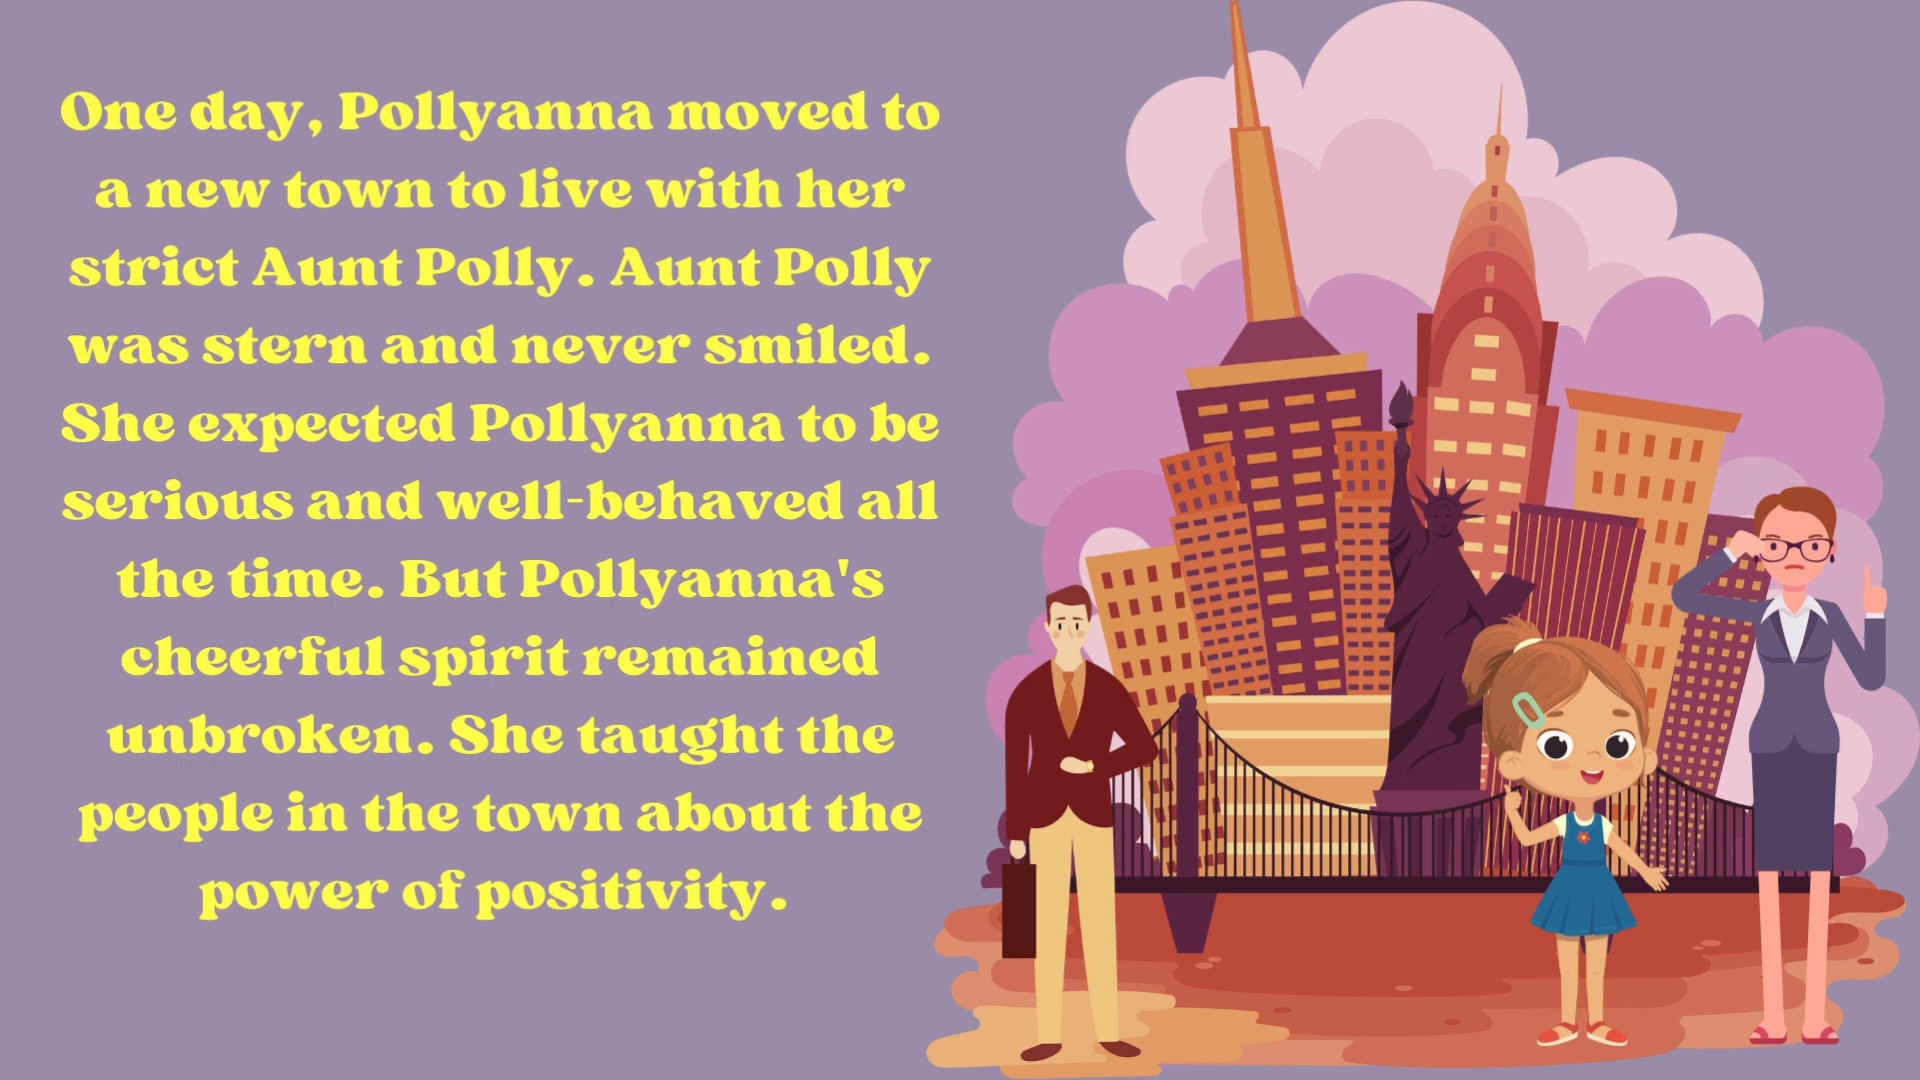 One day, Pollyanna moved to
a new town to live with her
strict Aunt Polly. Aunt Polly
was stern and never smiled.
She expected Pollyanna to be
serious and well-behaved all
the time. But Pollyanna's
cheerful spirit remained
unbroken. She taught the
people in the town about the
power of positivity.